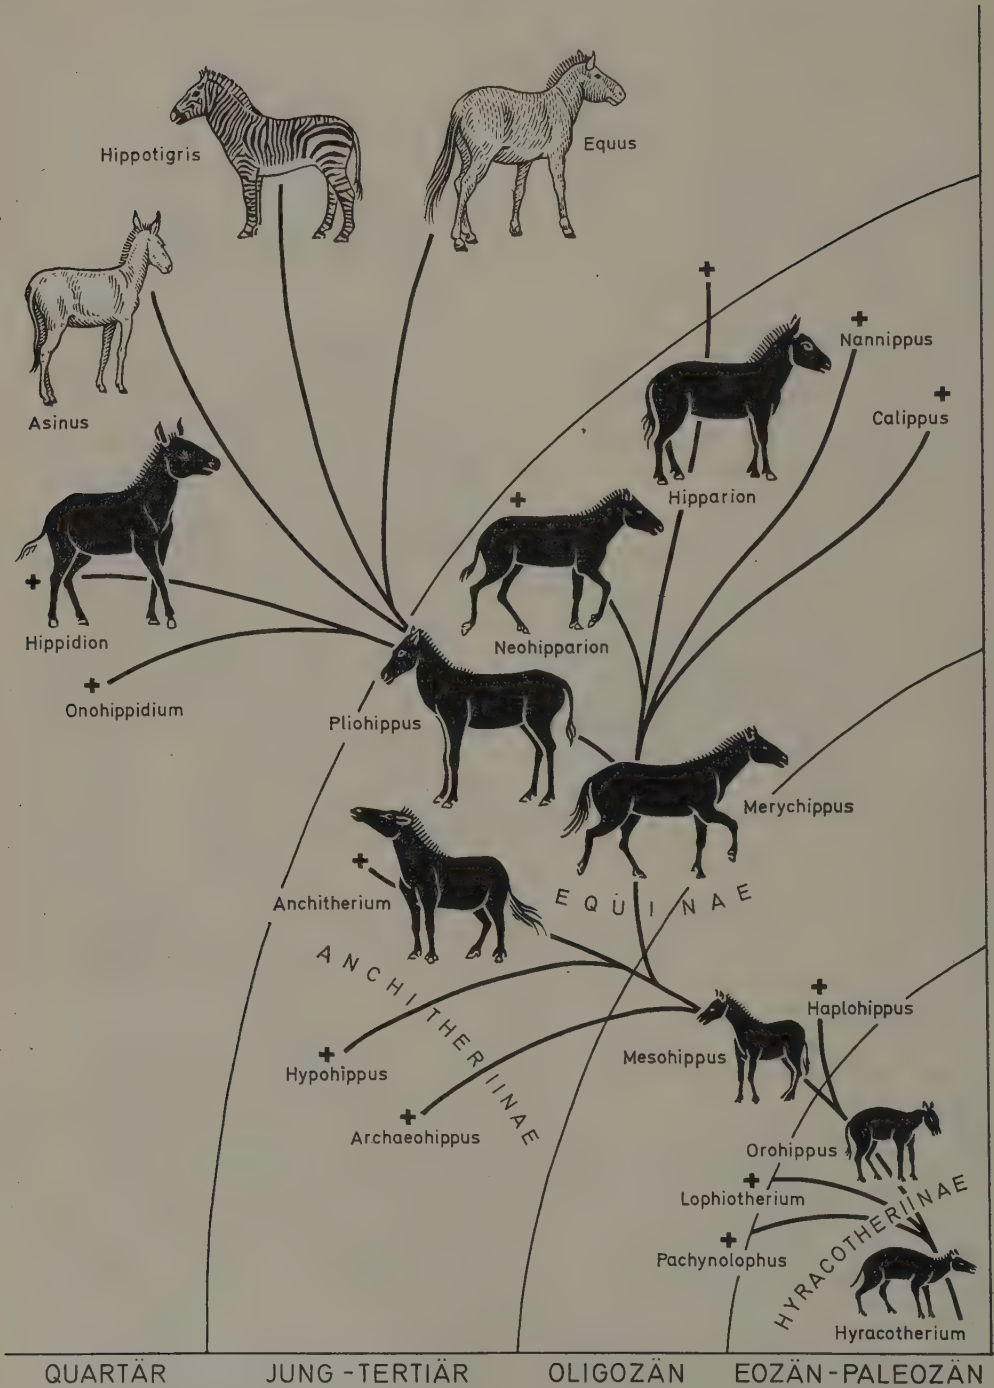 Hippotigris
Equus
Asinus
Nannippus
Calippus
Hipparion
Hippidion
Neohipparion
Onohippidium
Pliohippus
Merychippus
Anchitherium
EQUINAE
ANCHITHERIINAE
Haplohippus
Mesohippus
Hypohippus
Archaeohippus
Orohippus
Lophiotherium
HYRACOTHERIINAE
Pachynolophus
Hyracotherium
QUARTÄR JUNG-TERTIÄR OLIGOZÄN EOZÄN-PALEOZÄN